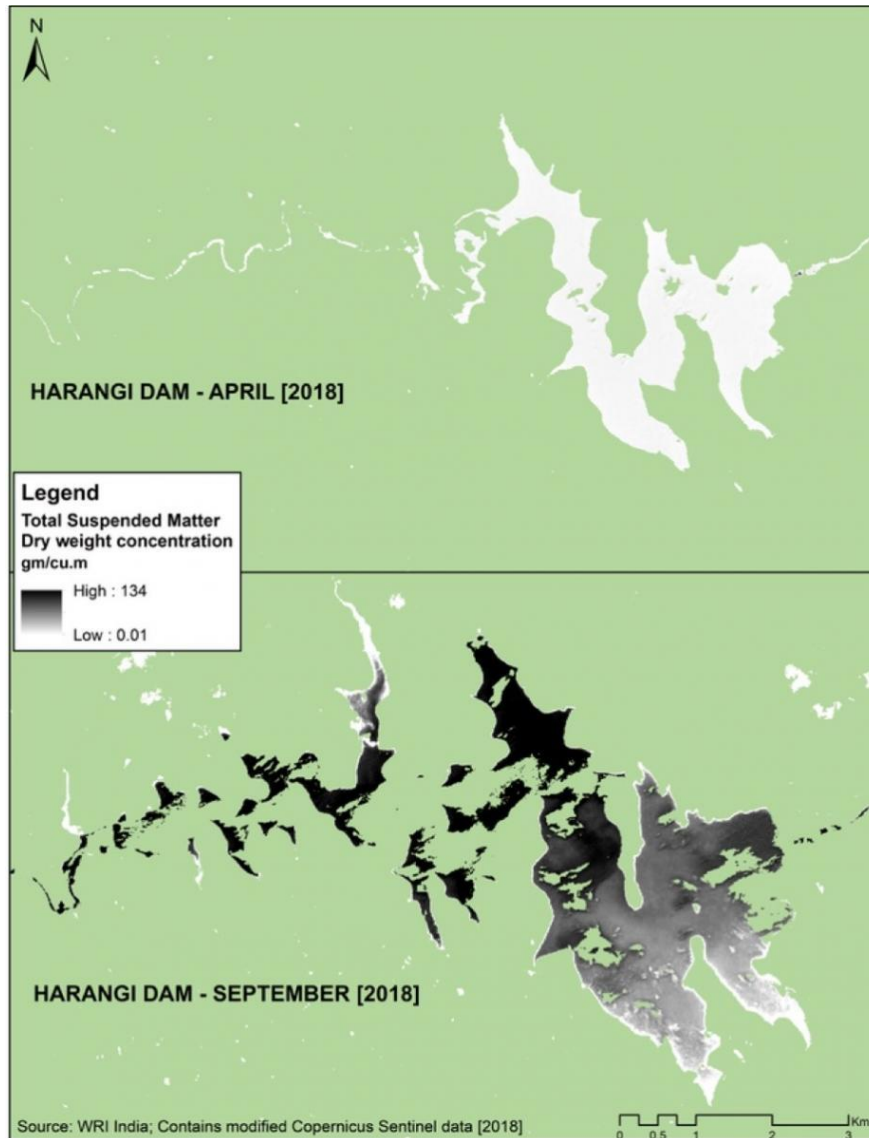 N
HARANGI DAM - APRIL [2018]
Legend
Total Suspended Matter
Dry weight concentration
gm/cu.m
High : 134
Low : 0.01
HARANGI DAM - SEPTEMBER [2018]
Source: WRI India; Contains modified Copernicus Sentinel data [2018]
Km
0 0.5 1 2 3